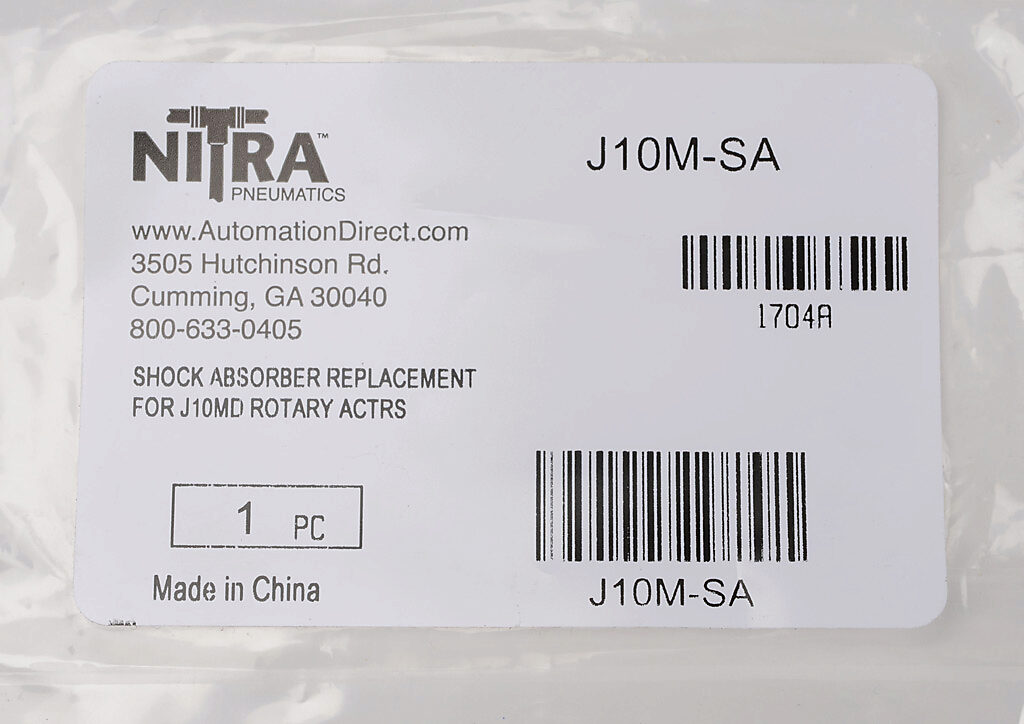 NITRA™
PNEUMATICS
www.AutomationDirect.com
3505 Hutchinson Rd.
Cumming, GA 30040
800-633-0405
SHOCK ABSORBER REPLACEMENT
FOR J10MD ROTARY ACTRS
1 PC
Made in China
J10M-SA
1704A
J10M-SA